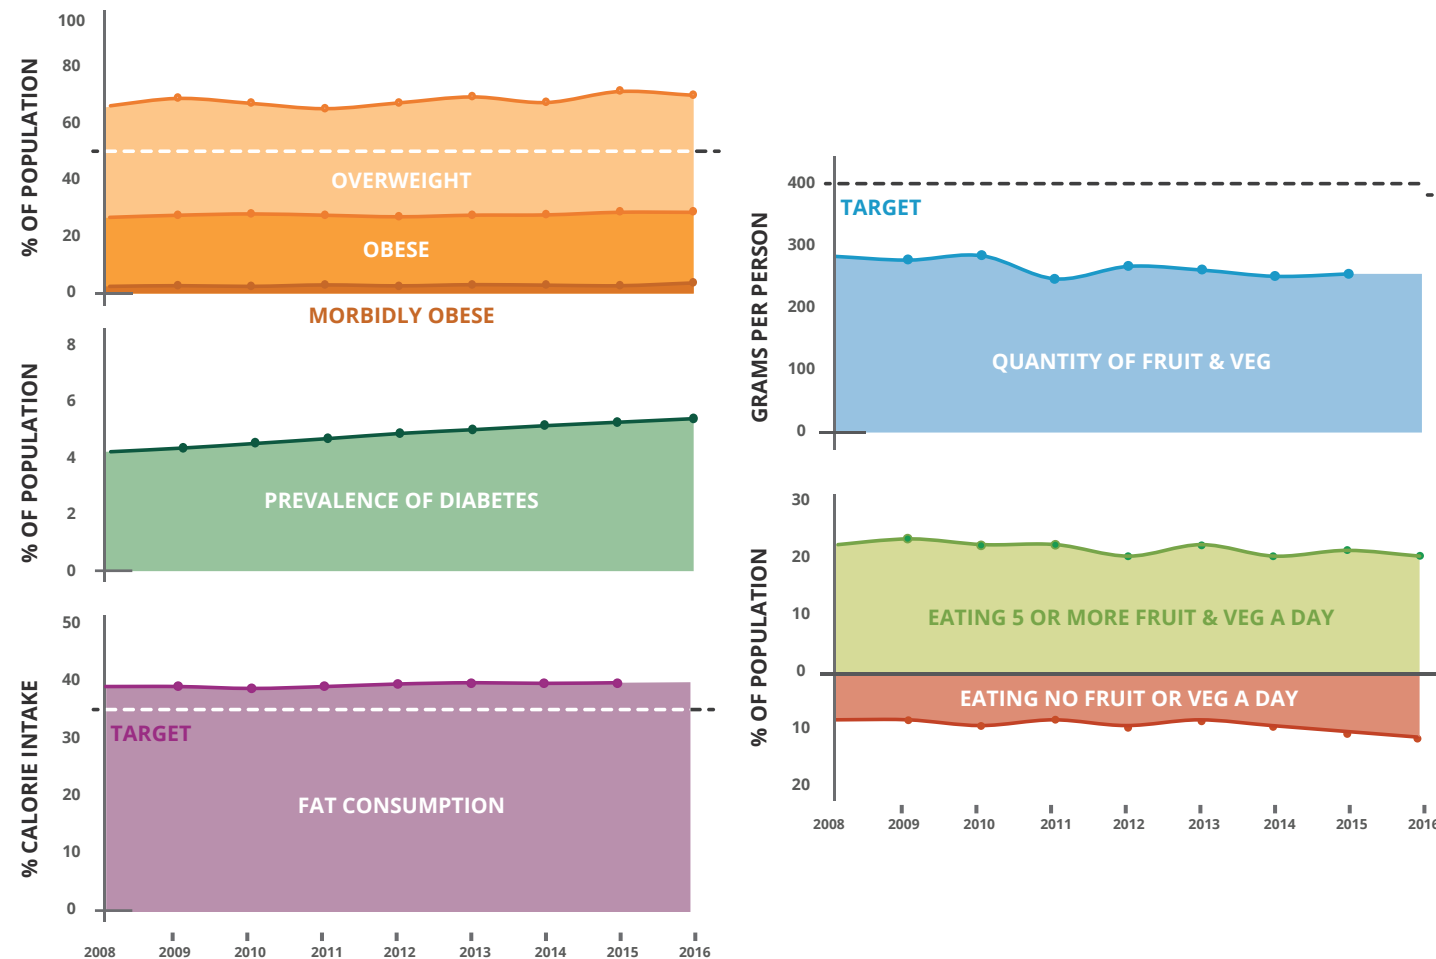 % OF POPULATION
100
80
60
40
20
0
OVERWEIGHT
OBESE
MORBIDLY OBESE
% OF POPULATION
8
6
4
2
0
PREVALENCE OF DIABETES
% CALORIE INTAKE
50
40
30
20
10
0
TARGET
FAT CONSUMPTION
2008 2009 2010 2011 2012 2013 2014 2015 2016
GRAMS PER PERSON
400
300
200
100
0
TARGET
QUANTITY OF FRUIT & VEG
% OF POPULATION
30
20
10
0
10
20
EATING 5 OR MORE FRUIT & VEG A DAY
EATING NO FRUIT OR VEG A DAY
2008 2009 2010 2011 2012 2013 2014 2015 2016